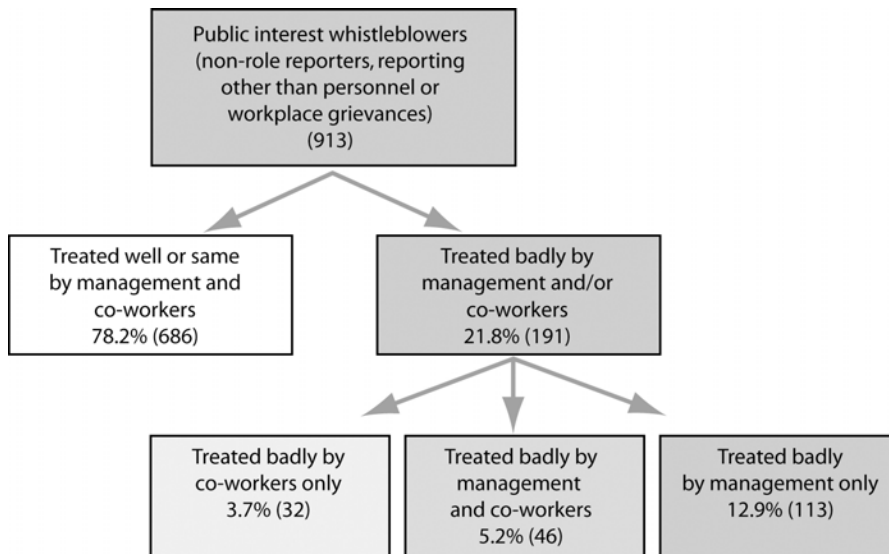 Public interest whistleblowers
(non-role reporters, reporting
other than personnel or
workplace grievances)
(913)
Treated well or same
by management and
co-workers
78.2% (686)
Treated badly by
management and/or
co-workers
21.8% (191)
Treated badly by
co-workers only
3.7% (32)
Treated badly by
management
and co-workers
5.2% (46)
Treated badly
by management only
12.9% (113)